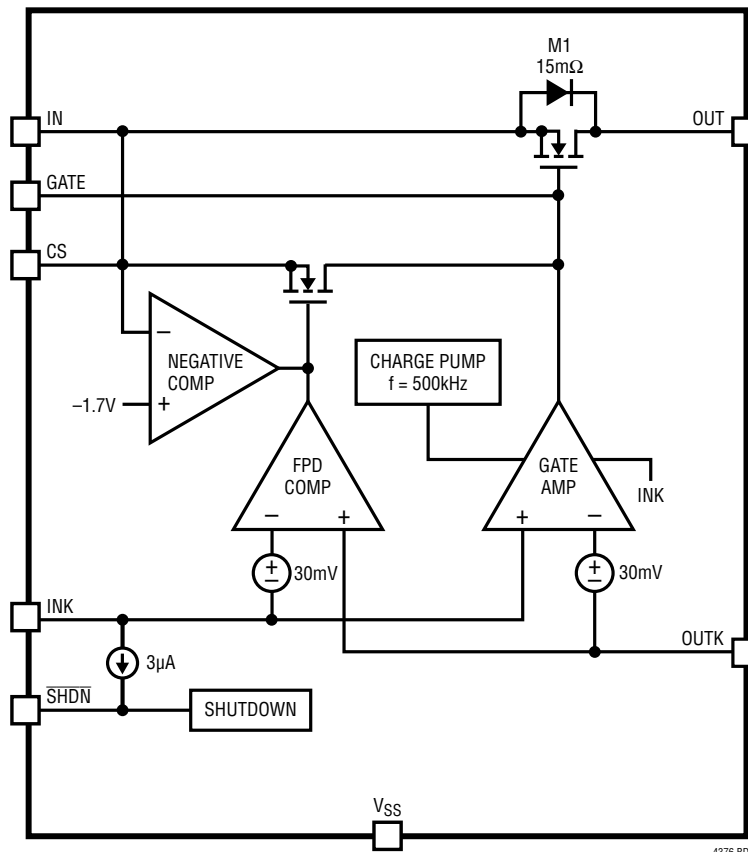 M1
15mΩ
IN
OUT
GATE
CS
−
NEGATIVE
COMP
−1.7V
+
CHARGE PUMP
f = 500kHz
FPD
COMP
− +
GATE
AMP
+ −
INK
+
−
30mV
+
−
30mV
INK
OUTK
3µA
SHDN
SHUTDOWN
VSS